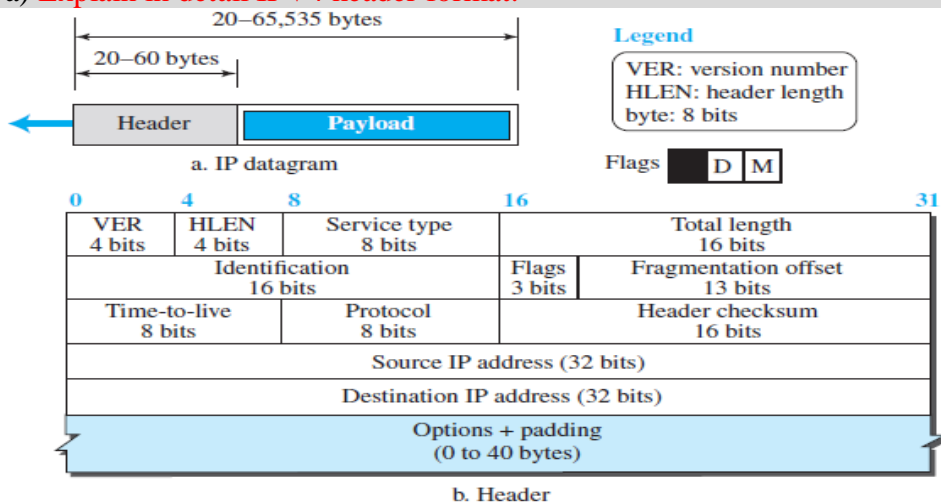 20–65,535 bytes
Legend
20–60 bytes
VER: version number
HLEN: header length
byte: 8 bits
Header
Payload
Flags
D
M
a. IP datagram
0 4 8 16 31
VER HLEN Service type Total length
4 bits 4 bits 8 bits 16 bits
Identification Flags Fragmentation offset
16 bits 3 bits 13 bits
Time-to-live Protocol Header checksum
8 bits 8 bits 16 bits
Source IP address (32 bits)
Destination IP address (32 bits)
Options + padding
(0 to 40 bytes)
b. Header